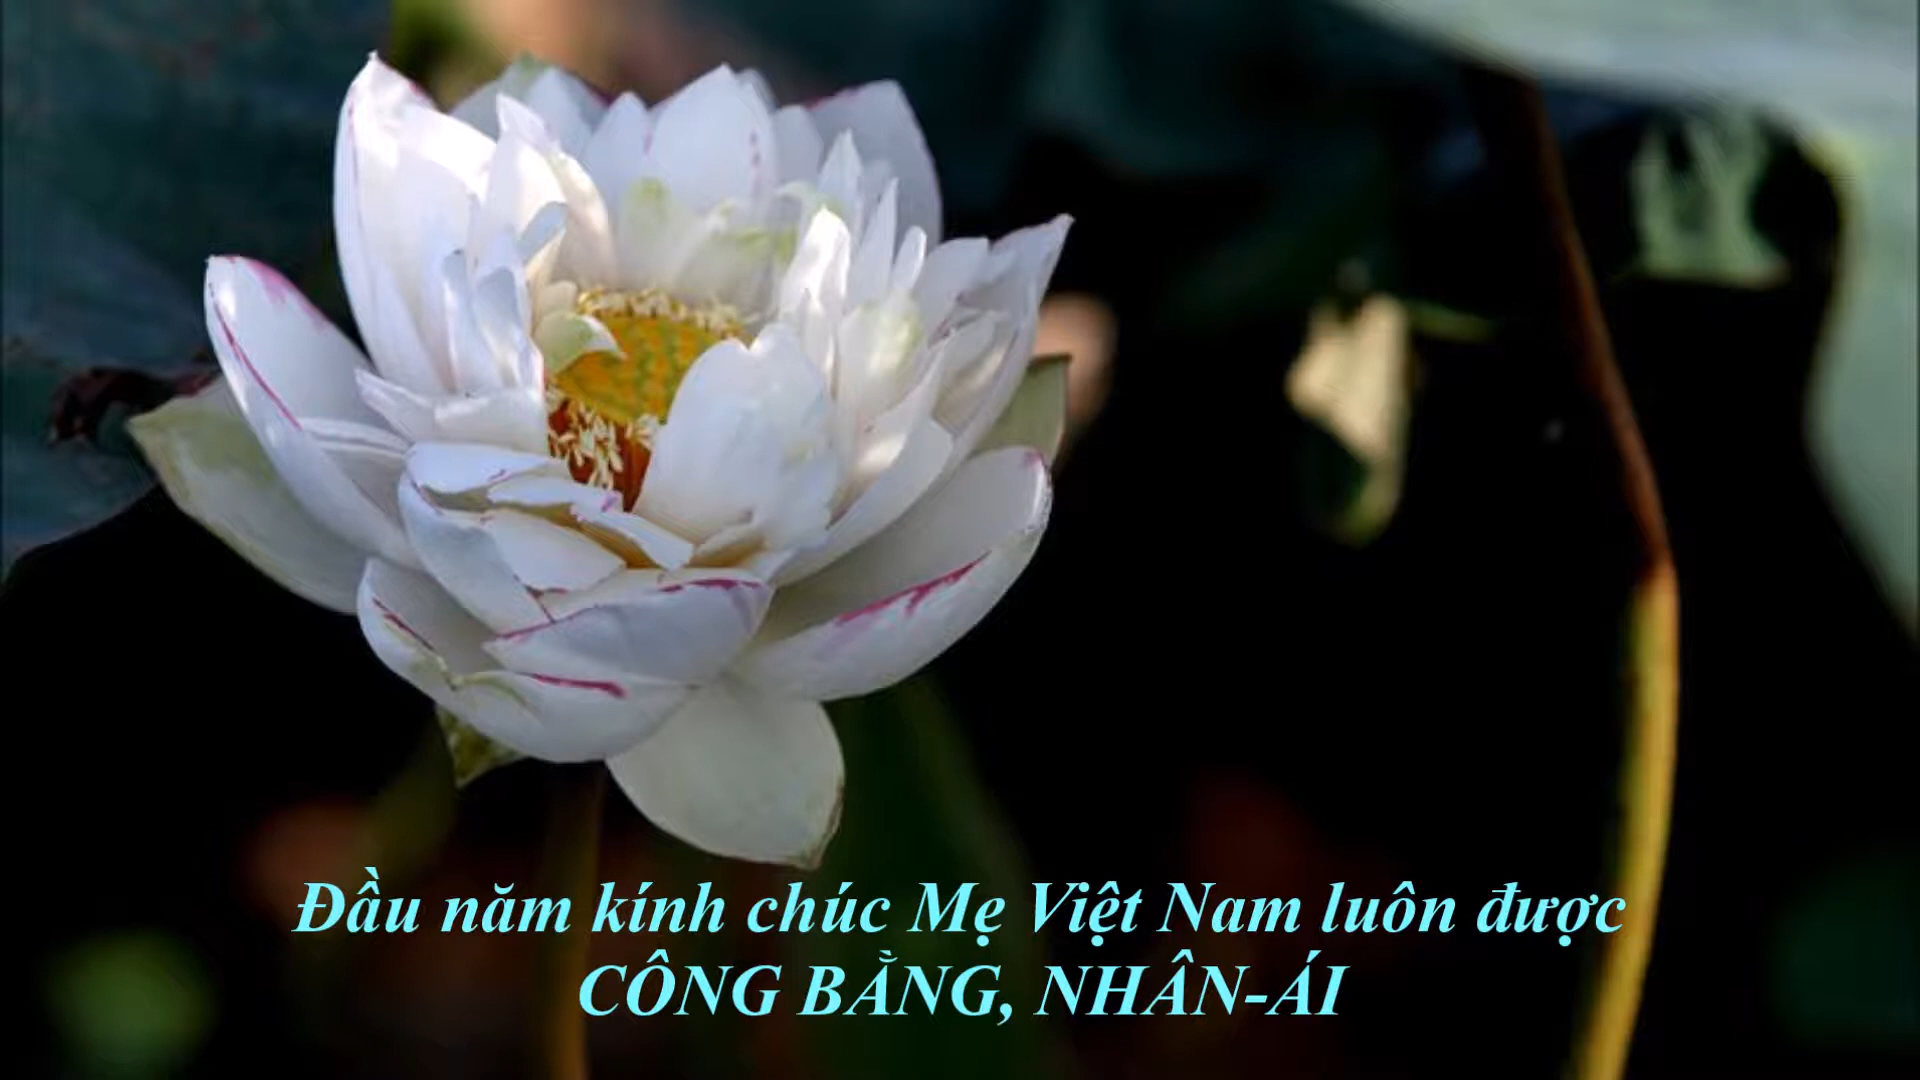 Đầu năm kính chúc Mẹ Việt Nam luôn được
CÔNG BẰNG, NHÂN-ÁI